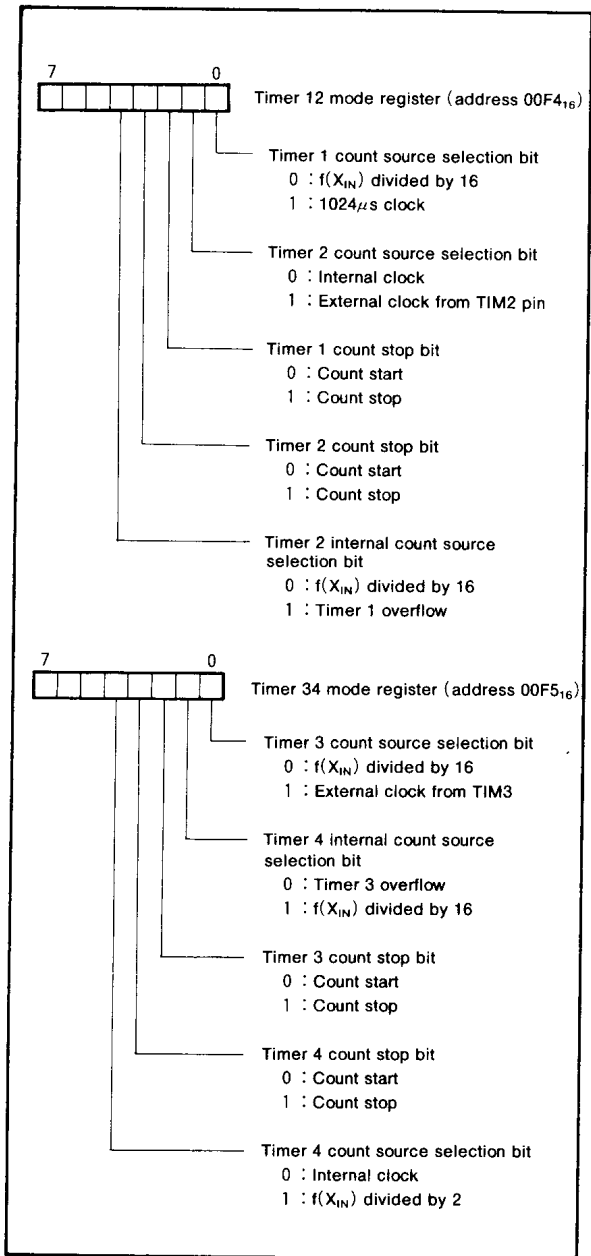 7 0
Timer 12 mode register (address 00F4₁₆)
Timer 1 count source selection bit
0 : f(X_IN) divided by 16
1 : 1024μs clock
Timer 2 count source selection bit
0 : Internal clock
1 : External clock from TIM2 pin
Timer 1 count stop bit
0 : Count start
1 : Count stop
Timer 2 count stop bit
0 : Count start
1 : Count stop
Timer 2 internal count source
selection bit
0 : f(X_IN) divided by 16
1 : Timer 1 overflow
7 0
Timer 34 mode register (address 00F5₁₆)
Timer 3 count source selection bit
0 : f(X_IN) divided by 16
1 : External clock from TIM3
Timer 4 internal count source
selection bit
0 : Timer 3 overflow
1 : f(X_IN) divided by 16
Timer 3 count stop bit
0 : Count start
1 : Count stop
Timer 4 count stop bit
0 : Count start
1 : Count stop
Timer 4 count source selection bit
0 : Internal clock
1 : f(X_IN) divided by 2